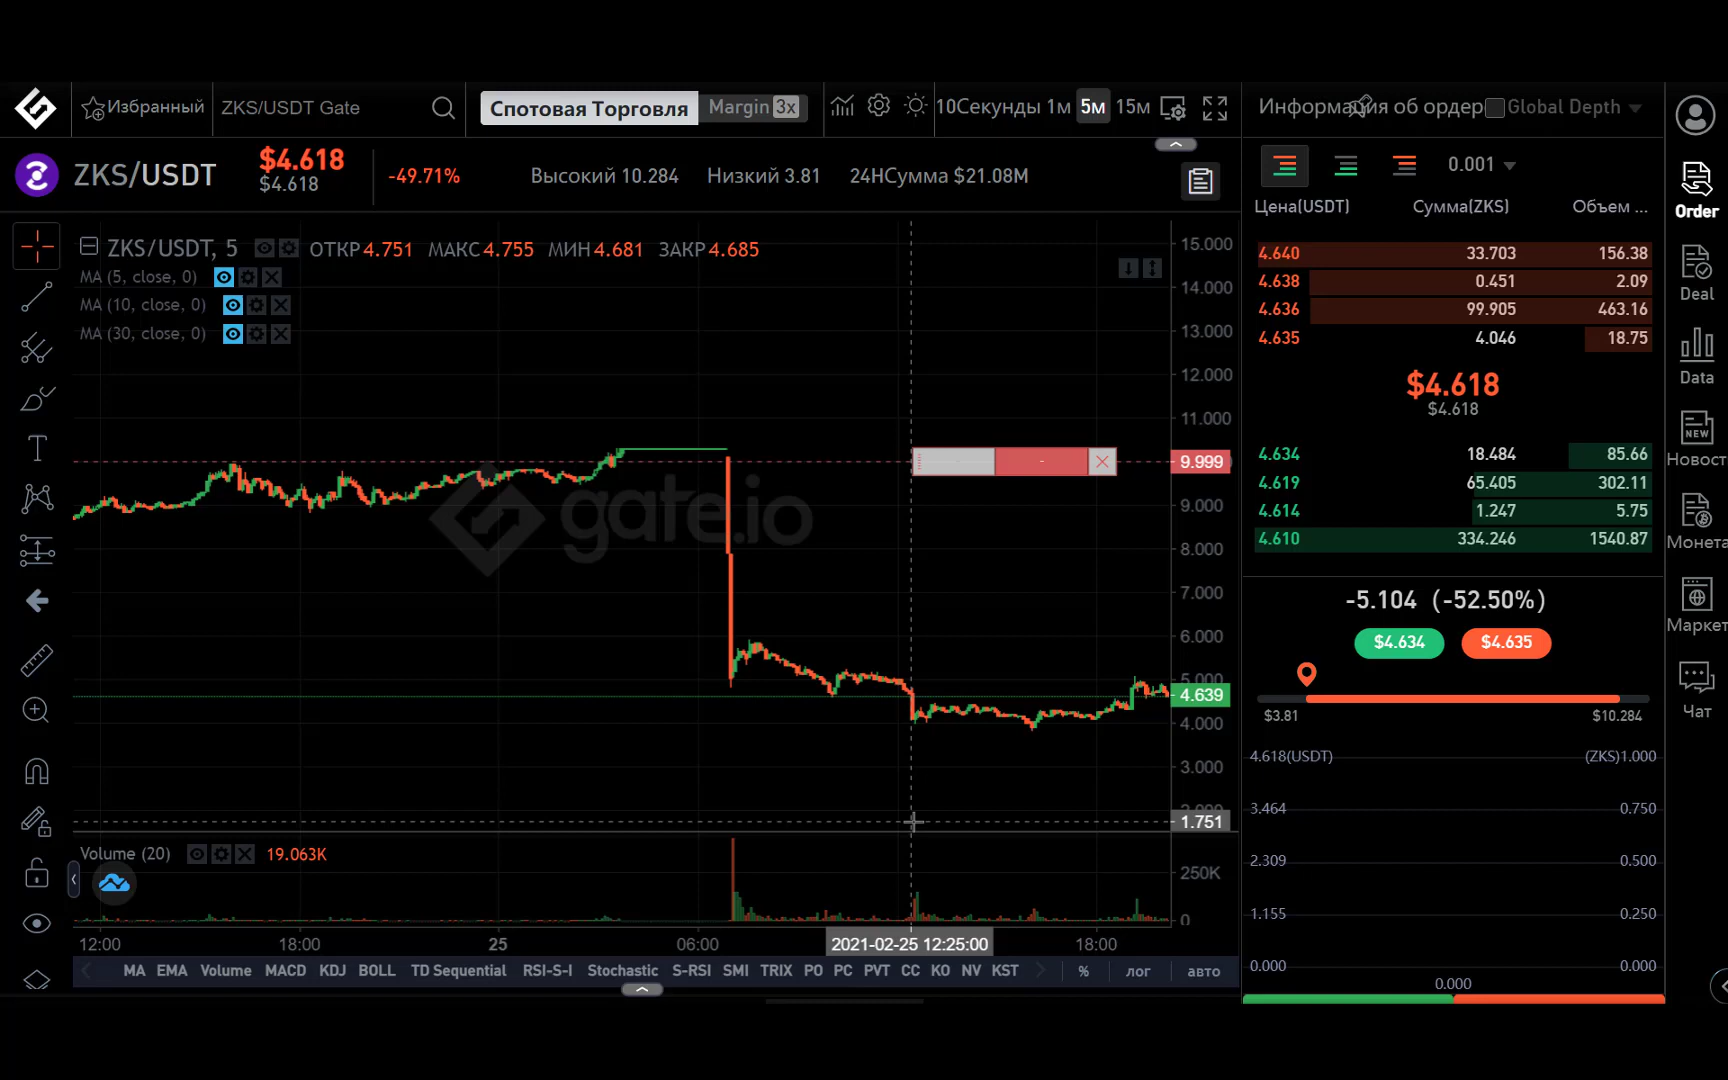 Избранный
ZKS/USDT Gate
Спотовая Торговля
Margin 3x
10Секунды 1м 5м 15м
Информация об ордер
Global Depth
ZKS/USDT
$4.618
$4.618
-49.71%
Высокий 10.284
Низкий 3.81
24НСумма $21.08M
0.001
Order
Цена(USDT) Сумма(ZKS) Объем ...
4.640 33.703 156.38
4.638 0.451 2.09
4.636 99.905 463.16
4.635 4.046 18.75
$4.618
$4.618
4.634 18.484 85.66
4.619 65.405 302.11
4.614 1.247 5.75
4.610 334.246 1540.87
-5.104 (-52.50%)
$4.634 $4.635
$3.81 $10.284
4.618(USDT) (ZKS)1.000
3.464 0.750
2.309 0.500
1.155 0.250
0.000 0.000
0.000
Deal
Data
NEW
Новост
Монета
Маркет
Чат
ZKS/USDT, 5
ОТКР 4.751 МАКС 4.755 МИН 4.681 ЗАКР 4.685
MA (5, close, 0)
MA (10, close, 0)
MA (30, close, 0)
gate.io
15.000
14.000
13.000
12.000
11.000
9.999
9.000
8.000
7.000
6.000
5.000
4.639
4.000
3.000
1.751
Volume (20) 19.063K
250K
0
12:00 18:00 25 06:00 2021-02-25 12:25:00 18:00
MA EMA Volume MACD KDJ BOLL TD Sequential RSI-S-I Stochastic S-RSI SMI TRIX PO PC PVT CC KO NV KST % лог авто